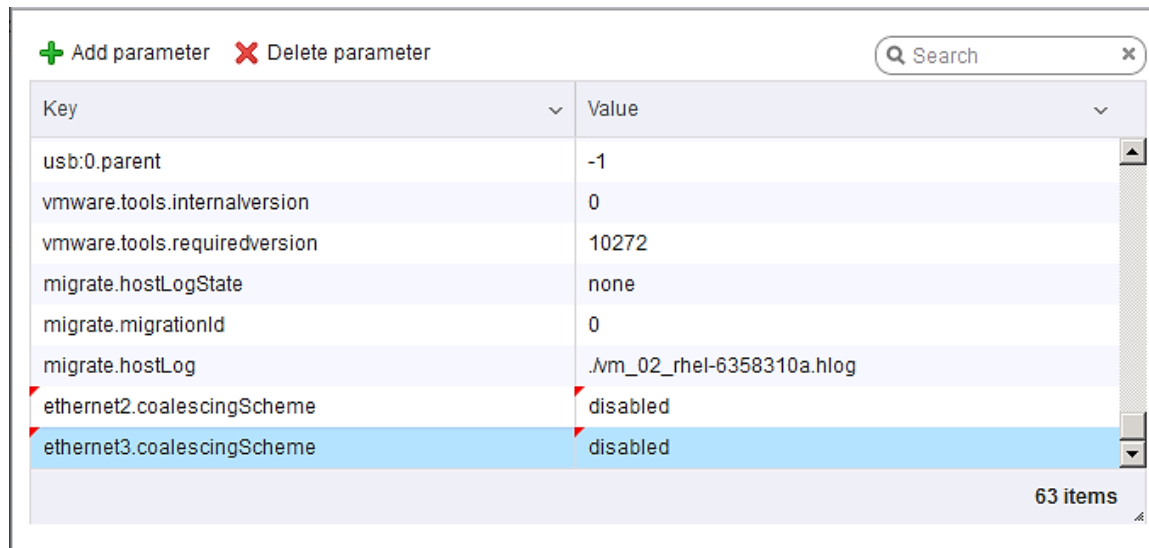 Add parameter Delete parameter Search
Key Value
usb:0.parent -1
vmware.tools.internalversion 0
vmware.tools.requiredversion 10272
migrate.hostLogState none
migrate.migrationId 0
migrate.hostLog ./vm_02_rhel-6358310a.hlog
ethernet2.coalescingScheme disabled
ethernet3.coalescingScheme disabled
63 items